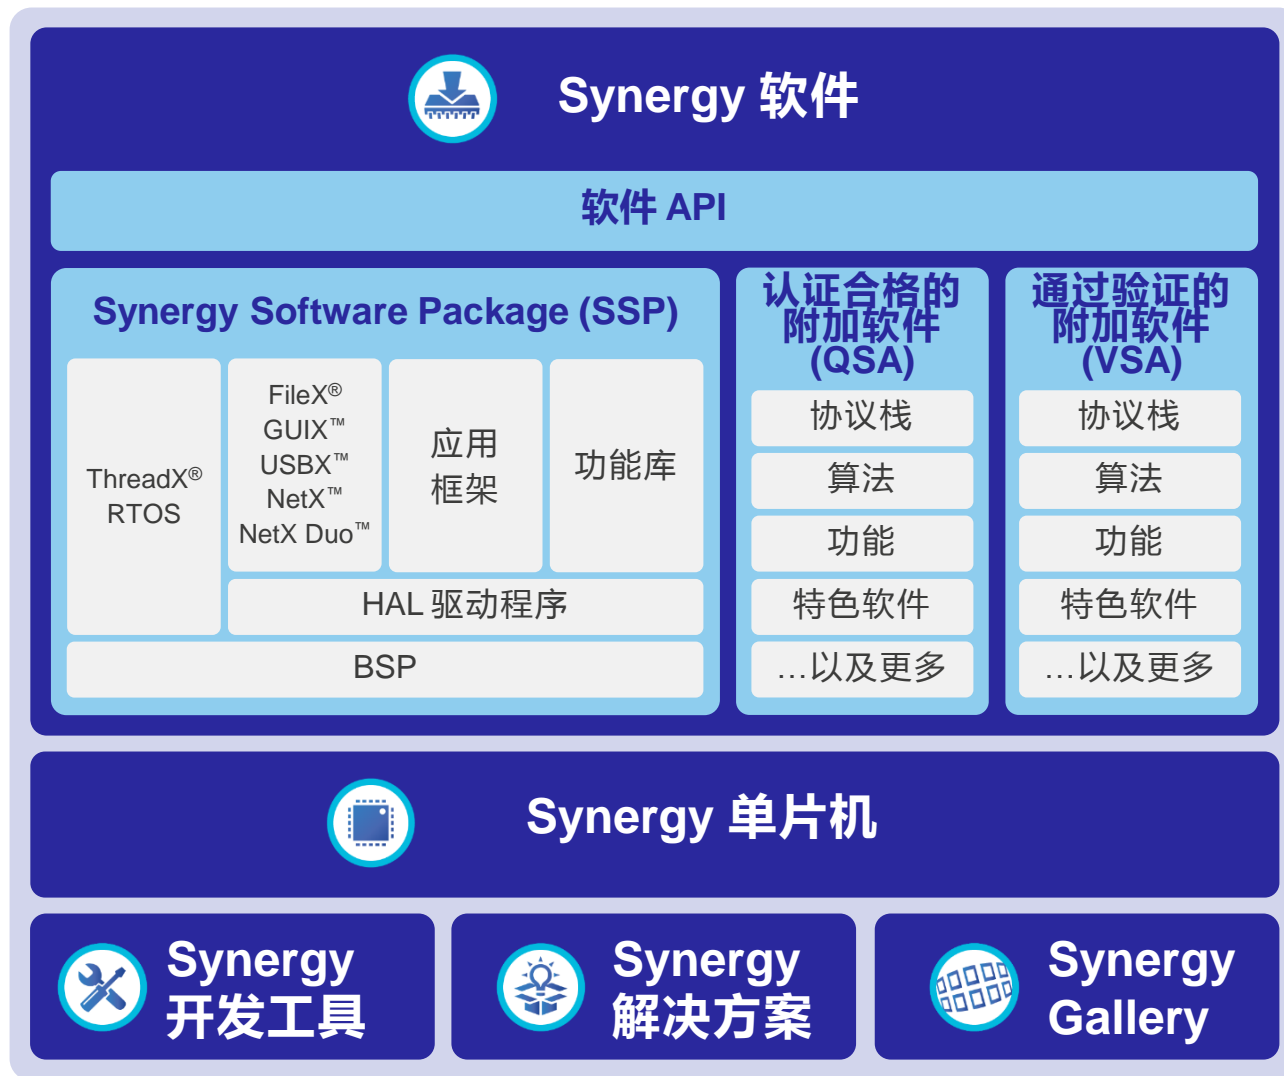 Synergy 软件
软件 API
Synergy Software Package (SSP)
ThreadX®
RTOS
FileX®
GUIX™
USBX™
NetX™
NetX Duo™
应用
框架
功能库
HAL 驱动程序
BSP
认证合格的
附加软件
(QSA)
协议栈
算法
功能
特色软件
...以及更多
通过验证的
附加软件
(VSA)
协议栈
算法
功能
特色软件
...以及更多
Synergy 单片机
Synergy
开发工具
Synergy
解决方案
Synergy
Gallery